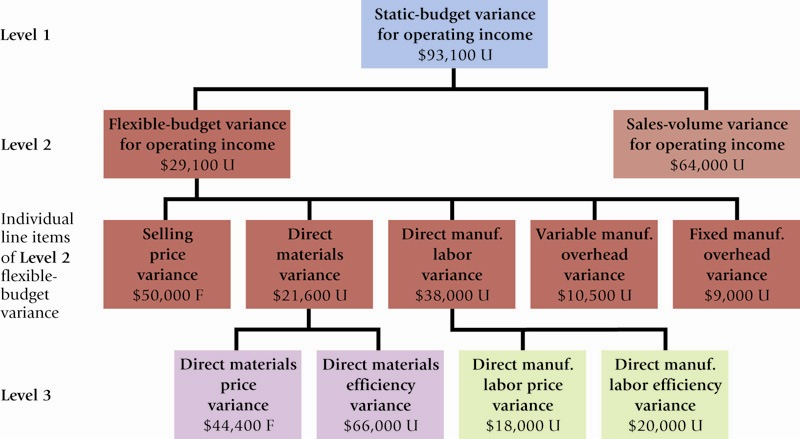 Level 1
Static-budget variance
for operating income
$93,100 U
Level 2
Flexible-budget variance
for operating income
$29,100 U
Sales-volume variance
for operating income
$64,000 U
Individual
line items
of Level 2
flexible-
budget
variance
Selling
price
variance
$50,000 F
Direct
materials
variance
$21,600 U
Direct manuf.
labor
variance
$38,000 U
Variable manuf.
overhead
variance
$10,500 U
Fixed manuf.
overhead
variance
$9,000 U
Level 3
Direct materials
price
variance
$44,400 F
Direct materials
efficiency
variance
$66,000 U
Direct manuf.
labor price
variance
$18,000 U
Direct manuf.
labor efficiency
variance
$20,000 U